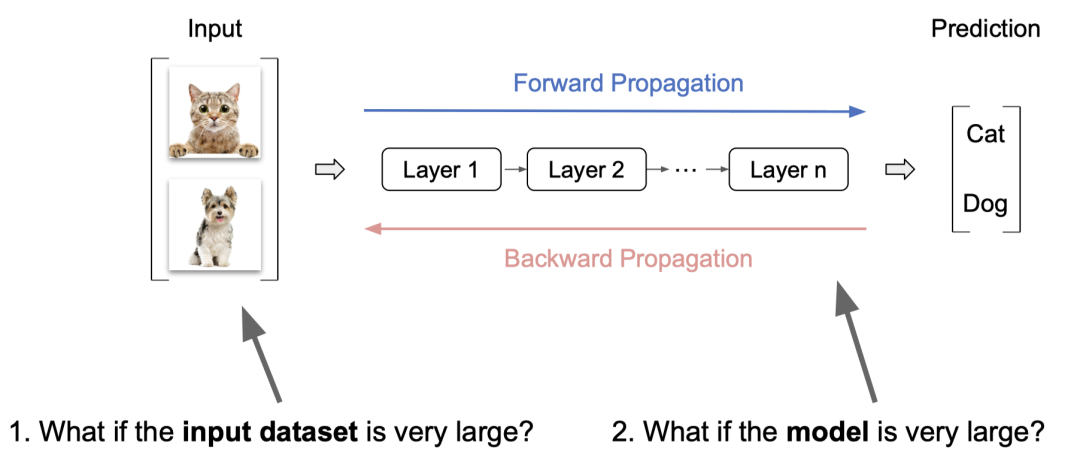 Input
Prediction
Forward Propagation
Layer 1
Layer 2
...
Layer n
Cat
Dog
Backward Propagation
1. What if the input dataset is very large?
2. What if the model is very large?